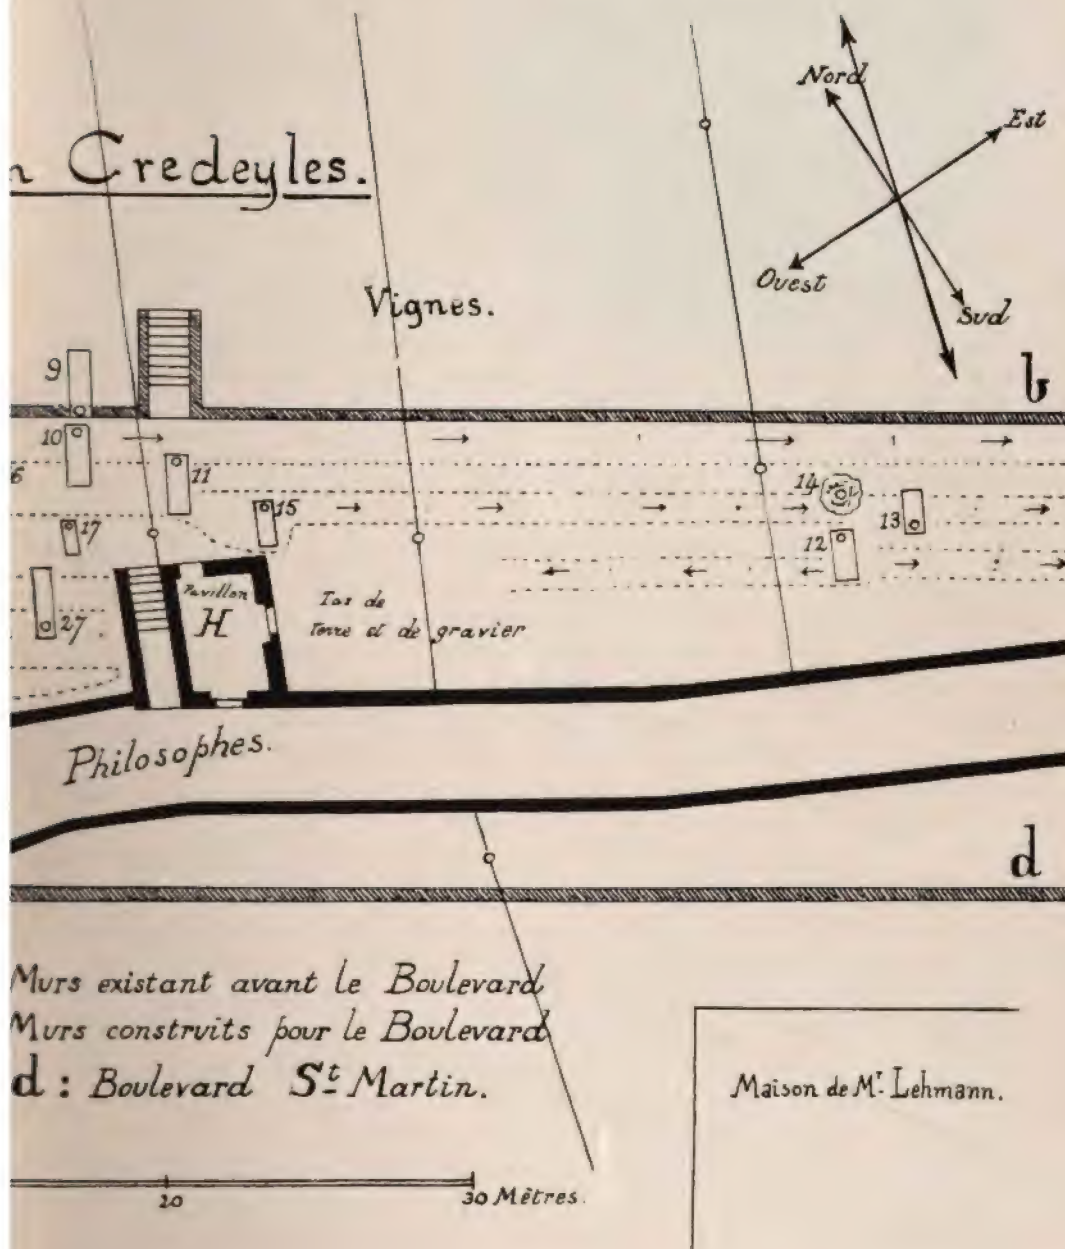 n Credeyles.
Nord
Est
Ouest
Sud
Vignes.
b
9
10
6
11
17
15
14
13
12
27.
Pavillon
H
Tas de
Terre et de gravier
Philosophes.
d
Murs existant avant le Boulevard
Murs construits pour le Boulevard
d : Boulevard St Martin.
Maison de Mr Lehmann.
20
30 Mètres.